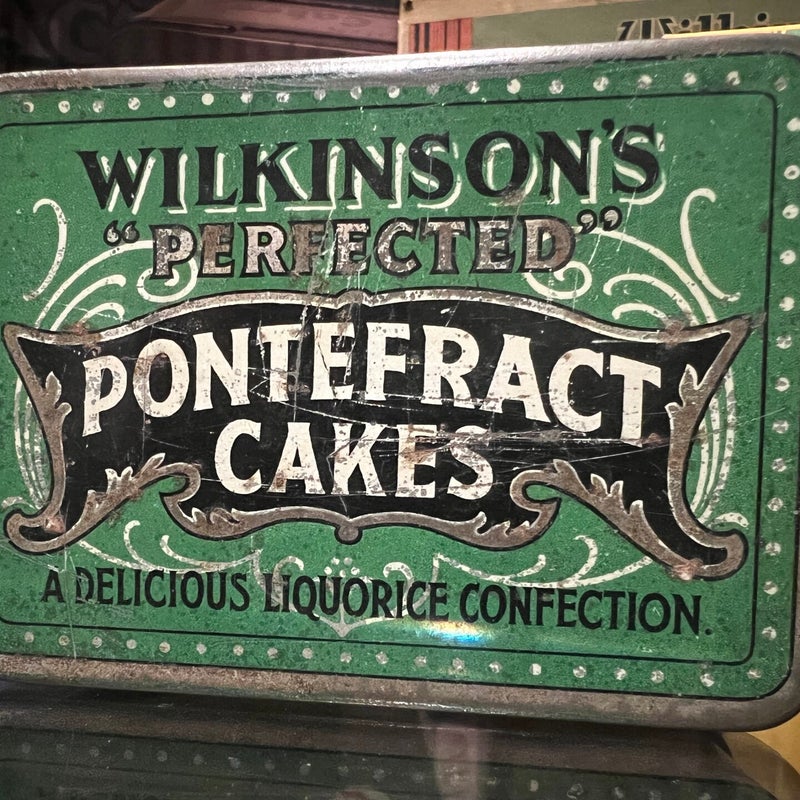 WILKINSON'S
"PERFECTED"
PONTEFRACT
CAKES
A DELICIOUS LIQUORICE CONFECTION.